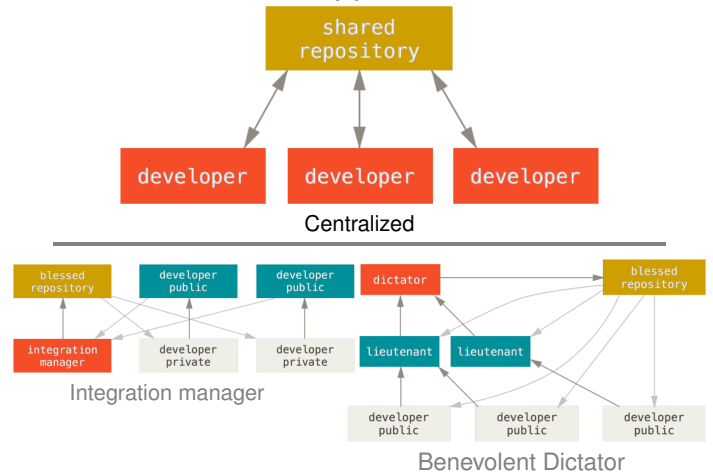 shared
repository
developer
developer
developer
Centralized
blessed
repository
developer
public
developer
public
integration
manager
developer
private
developer
private
Integration manager
dictator
blessed
repository
lieutenant
lieutenant
developer
public
developer
public
developer
public
Benevolent Dictator